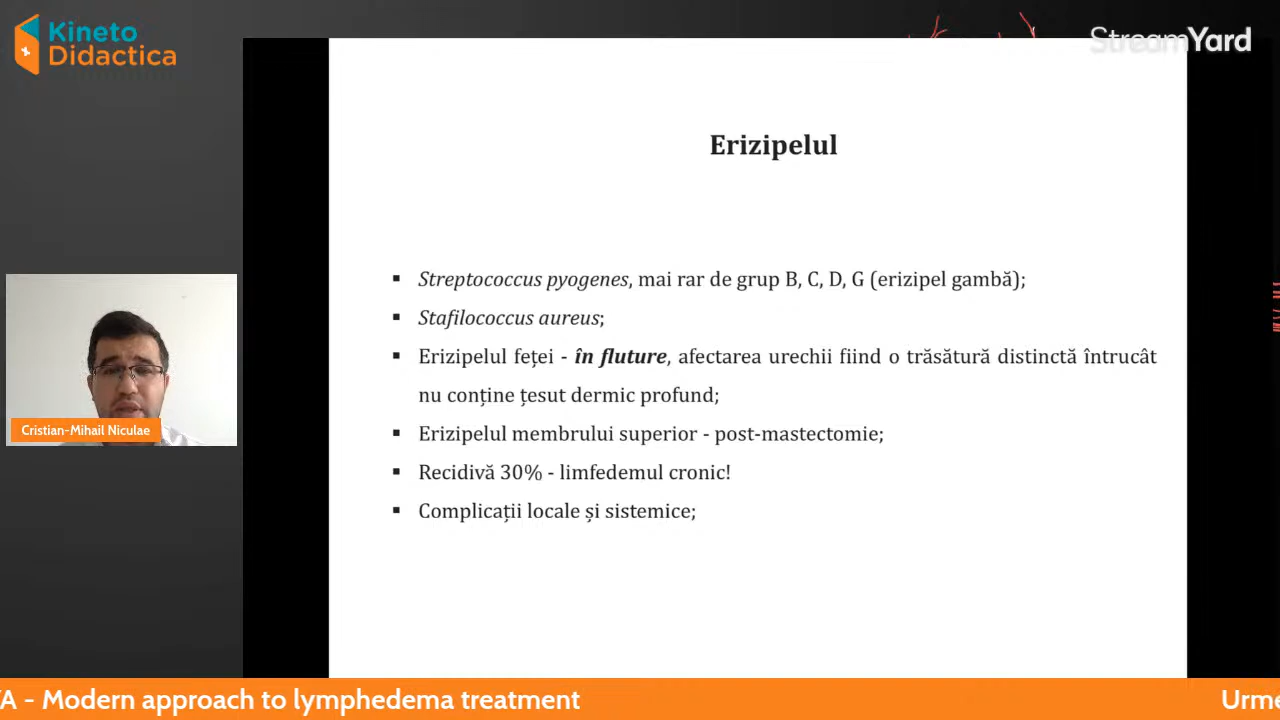 Kineto
Didactica
StreamYard
Erizipelul
▪ Streptococcus pyogenes, mai rar de grup B, C, D, G (erizipel gambă);
▪ Stafilococcus aureus;
▪ Erizipelul feței - în fluture, afectarea urechii fiind o trăsătură distinctă întrucât
nu conține țesut dermic profund;
▪ Erizipelul membrului superior - post-mastectomie;
▪ Recidivă 30% - limfedemul cronic!
▪ Complicații locale și sistemice;
Cristian-Mihail Niculae
- Modern approach to lymphedema treatment